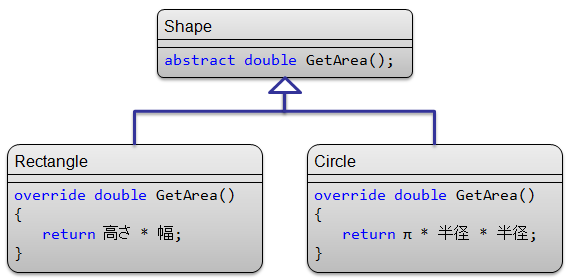 Shape
abstract double GetArea();
Rectangle
override double GetArea()
{
return 高さ * 幅;
}
Circle
override double GetArea()
{
return π * 半径 * 半径;
}